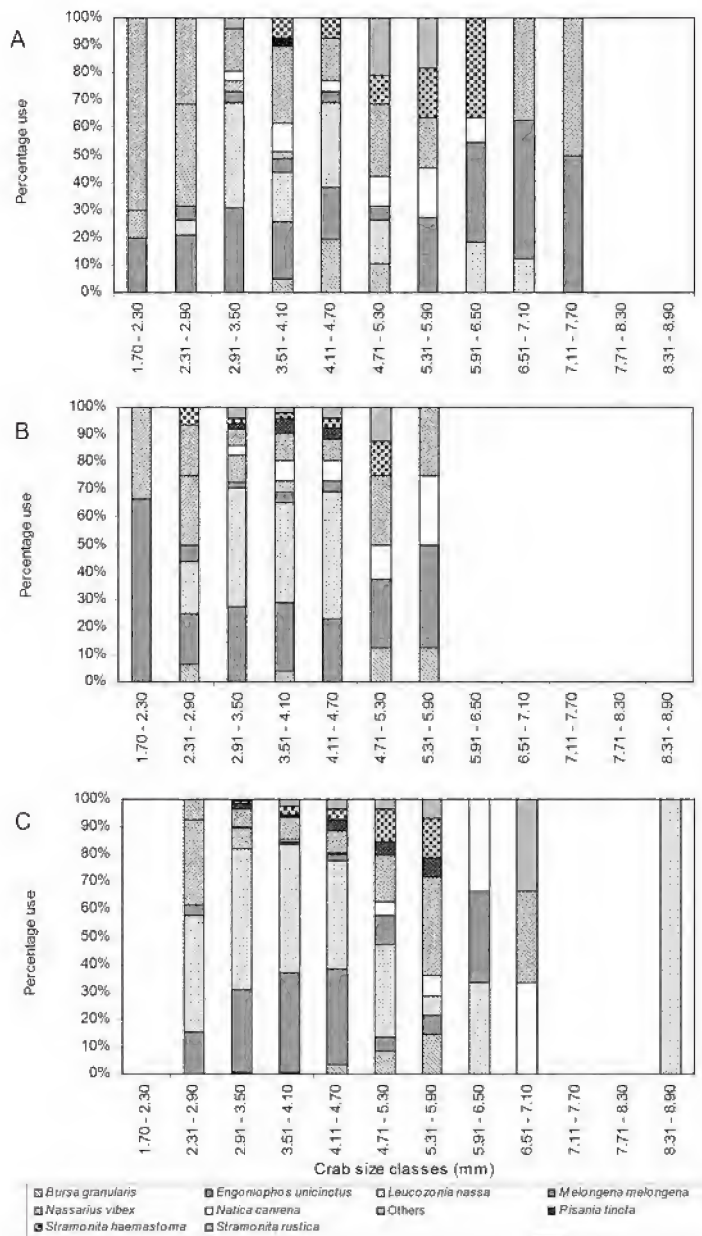 A
Percentage use
100%
90%
80%
70%
60%
50%
40%
30%
20%
10%
0%
1.70 - 2.30
2.31 - 2.90
2.91 - 3.50
3.51 - 4.10
4.11 - 4.70
4.71 - 5.30
5.31 - 5.90
5.91 - 6.50
6.51 - 7.10
7.11 - 7.70
7.71 - 8.30
8.31 - 8.90
B
Percentage use
100%
90%
80%
70%
60%
50%
40%
30%
20%
10%
0%
1.70 - 2.30
2.31 - 2.90
2.91 - 3.50
3.51 - 4.10
4.11 - 4.70
4.71 - 5.30
5.31 - 5.90
5.91 - 6.50
6.51 - 7.10
7.11 - 7.70
7.71 - 8.30
8.31 - 8.90
C
Percentage use
100%
90%
80%
70%
60%
50%
40%
30%
20%
10%
0%
1.70 - 2.30
2.31 - 2.90
2.91 - 3.50
3.51 - 4.10
4.11 - 4.70
4.71 - 5.30
5.31 - 5.90
5.91 - 6.50
6.51 - 7.10
7.11 - 7.70
7.71 - 8.30
8.31 - 8.90
Crab size classes (mm)
Bursa granularis Engoniophos unicinctus Leucozonia nassa Melongena melongena
Nassarius vibex Natica canrena Others Pisania tincta
Stramonita haemastoma Stramonita rustica